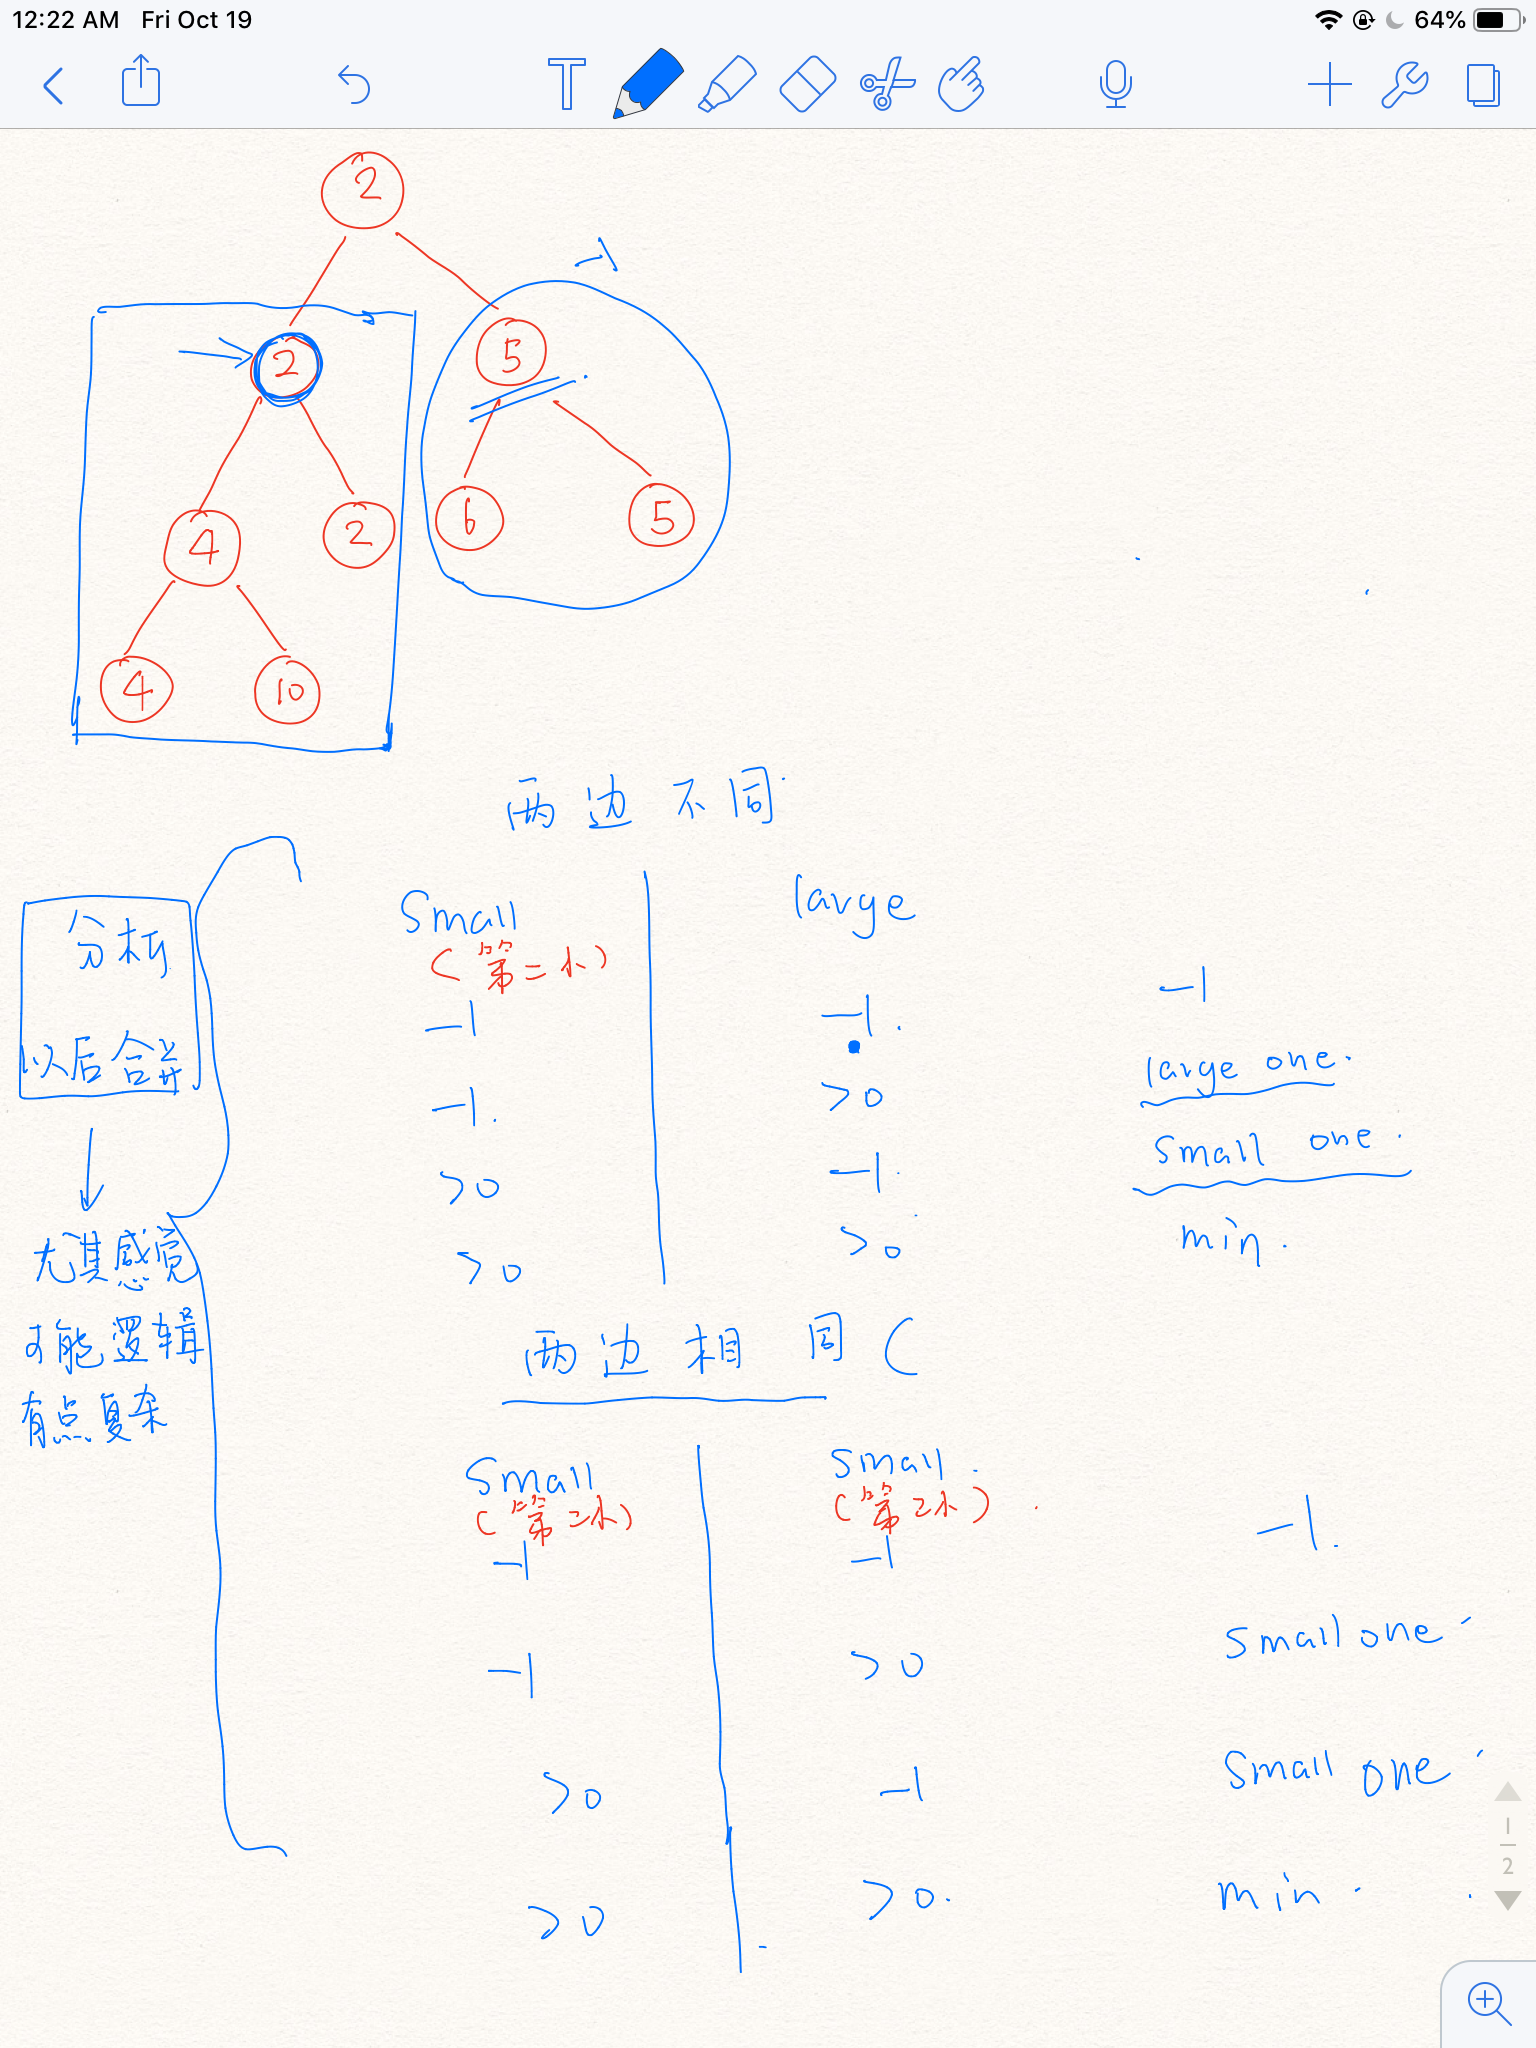 12:22 AM Fri Oct 19 64%
T
2
-1
2 5
4 2 6 5
4 10
两边不同
分析
以后合并
尤其感觉
可能逻辑
有点复杂
Small large
(第二小)
-1 -1. -1
-1. >0 large one.
>0 -1. small one.
>0 >0 min.
两边相同(
Small small.
(第二小) (第二小)
-1 -1 -1.
-1 >0 small one
>0 -1 small one
>0 >0. min.
1
2